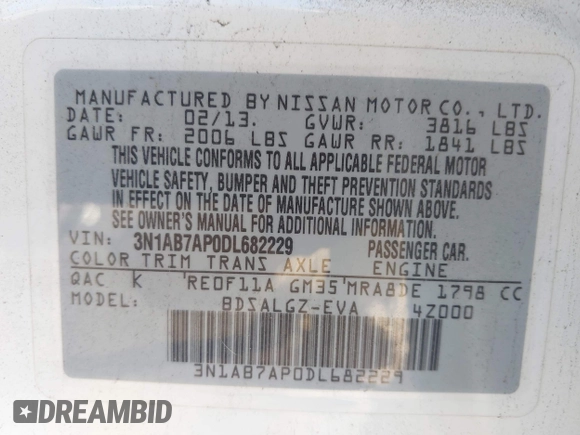 MANUFACTURED BY NISSAN MOTOR CO., LTD.
DATE: 02/13. GVWR: 3816 LBS
GAWR FR: 2006 LBS GAWR RR: 1841 LBS
THIS VEHICLE CONFORMS TO ALL APPLICABLE FEDERAL MOTOR
VEHICLE SAFETY, BUMPER AND THEFT PREVENTION STANDARDS
IN EFFECT ON THE DATE OF MANUFACTURE SHOWN ABOVE.
SEE OWNER'S MANUAL FOR ADDITIONAL INFORMATION.
VIN: 3N1AB7AP0DL682229 PASSENGER CAR.
COLOR TRIM TRANS AXLE ENGINE
QAC K 'RE0F11A GM35'MRA8DE 1798 CC
MODEL: BDSALGZ-EVA 4Z000
3N1AB7AP0DL682229
DREAMBID